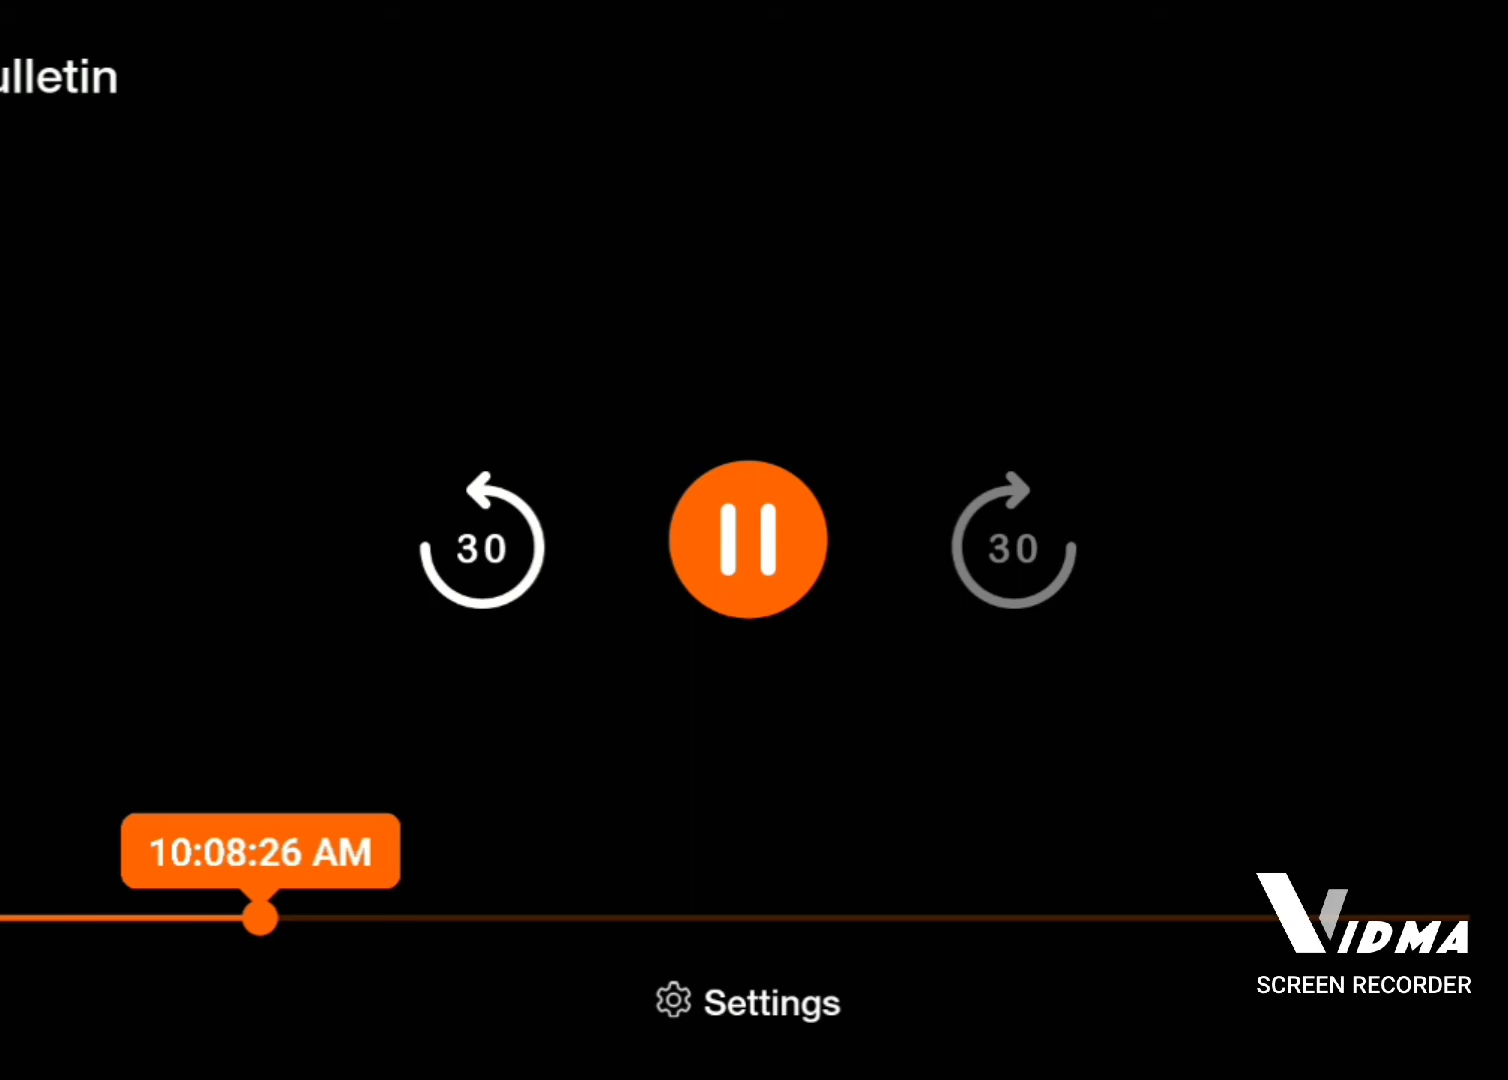 ulletin
30
30
10:08:26 AM
VIDMA
SCREEN RECORDER
Settings